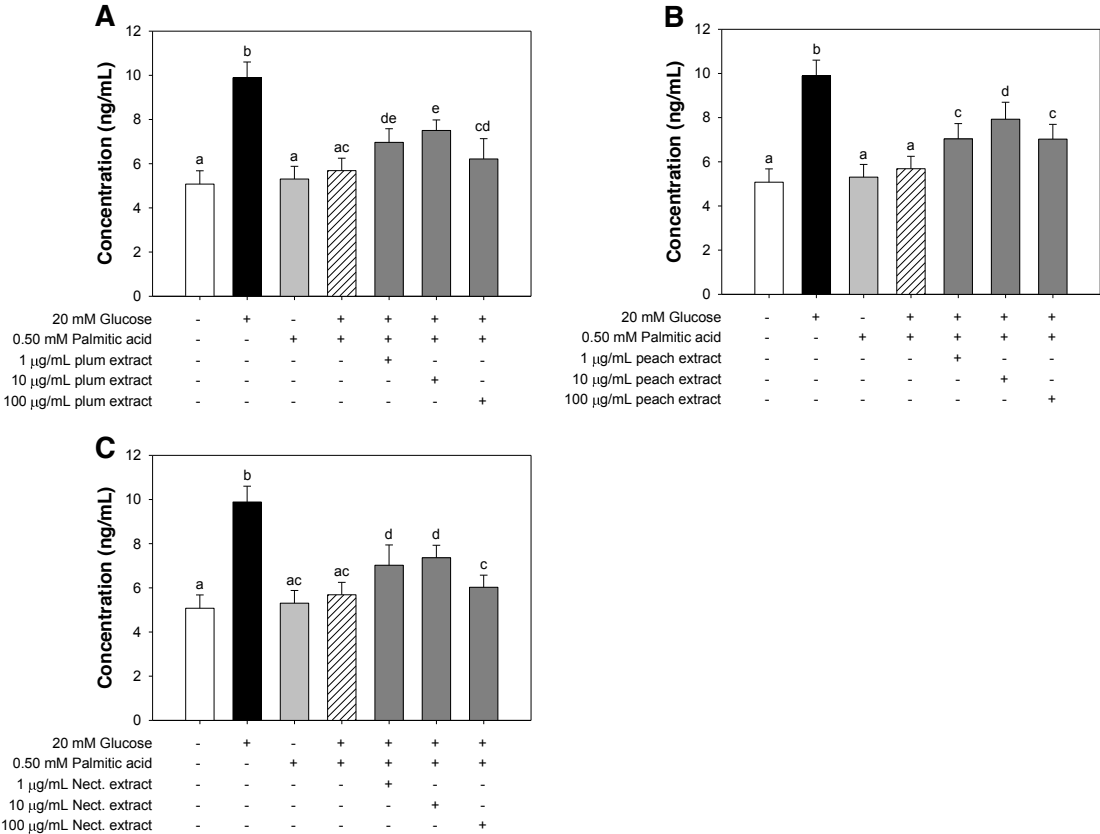 A
12
10
8
6
4
2
0
Concentration (ng/mL)
a
b
a
ac
de
e
cd
20 mM Glucose - + - + + + +
0.50 mM Palmitic acid - - + + + + +
1 μg/mL plum extract - - - - + - -
10 μg/mL plum extract - - - - - + -
100 μg/mL plum extract - - - - - - +
B
12
10
8
6
4
2
0
Concentration (ng/mL)
a
b
a
a
c
d
c
20 mM Glucose - + - + + + +
0.50 mM Palmitic acid - - + + + + +
1 μg/mL peach extract - - - - + - -
10 μg/mL peach extract - - - - - + -
100 μg/mL peach extract - - - - - - +
C
12
10
8
6
4
2
0
Concentration (ng/mL)
a
b
ac
ac
d
d
c
20 mM Glucose - + - + + + +
0.50 mM Palmitic acid - - + + + + +
1 μg/mL Nect. extract - - - - + - -
10 μg/mL Nect. extract - - - - - + -
100 μg/mL Nect. extract - - - - - - +